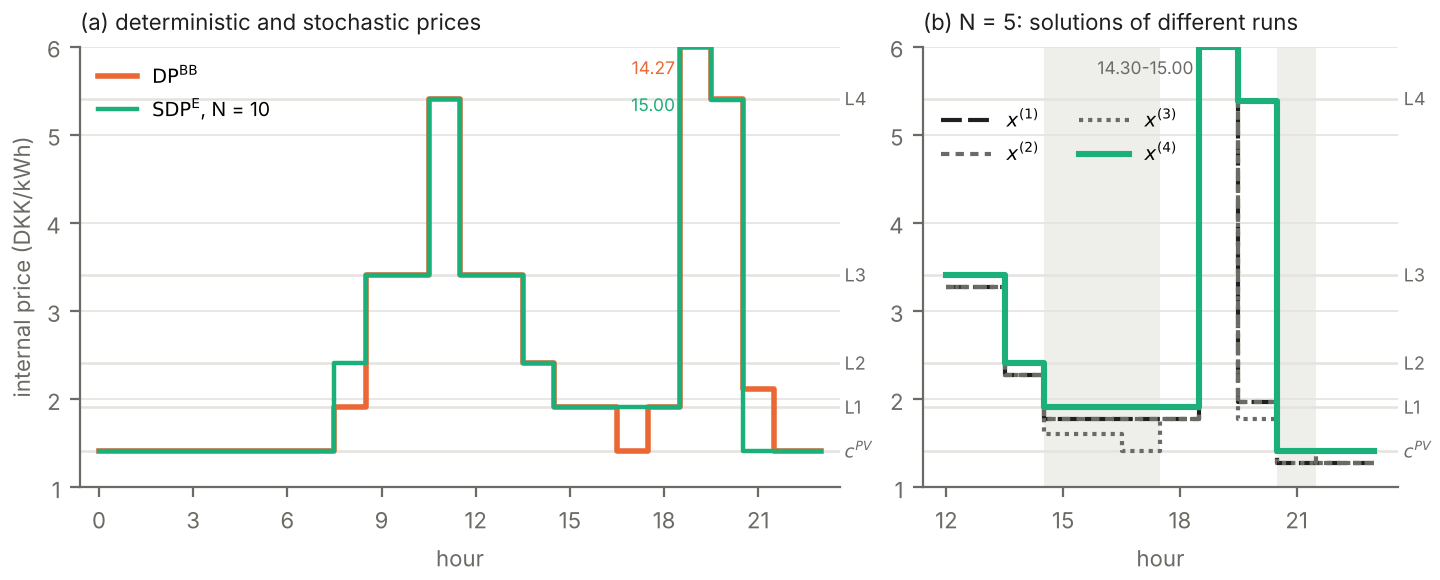 (a) deterministic and stochastic prices
internal price (DKK/kWh)
6
5
4
3
2
1
DP^BB
SDP^E, N = 10
14.27
15.00
L4
L3
L2
L1
c^PV
0
3
6
9
12
15
18
21
hour
(b) N = 5: solutions of different runs
6
5
4
3
2
1
14.30-15.00
x^(1)
x^(3)
x^(2)
x^(4)
L4
L3
L2
L1
c^PV
12
15
18
21
hour